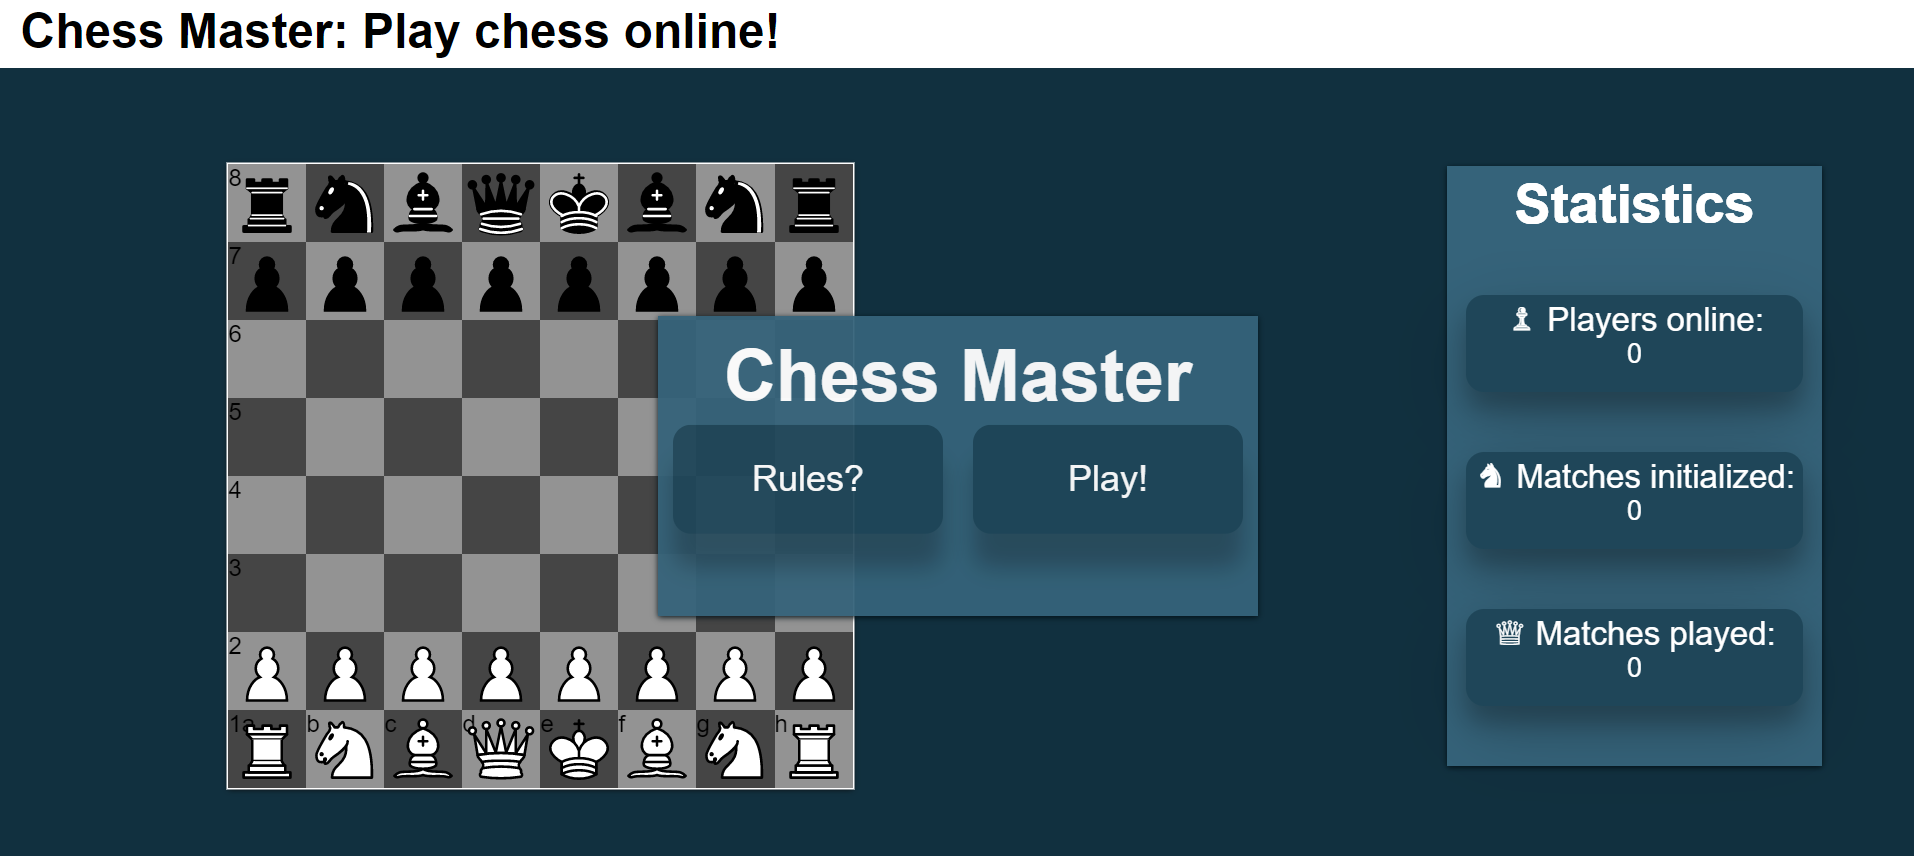 Chess Master: Play chess online!
8
7
6
5
4
3
2
1a b c d e f g h
Chess Master
Rules? Play!
Statistics
Players online:
0
Matches initialized:
0
Matches played:
0